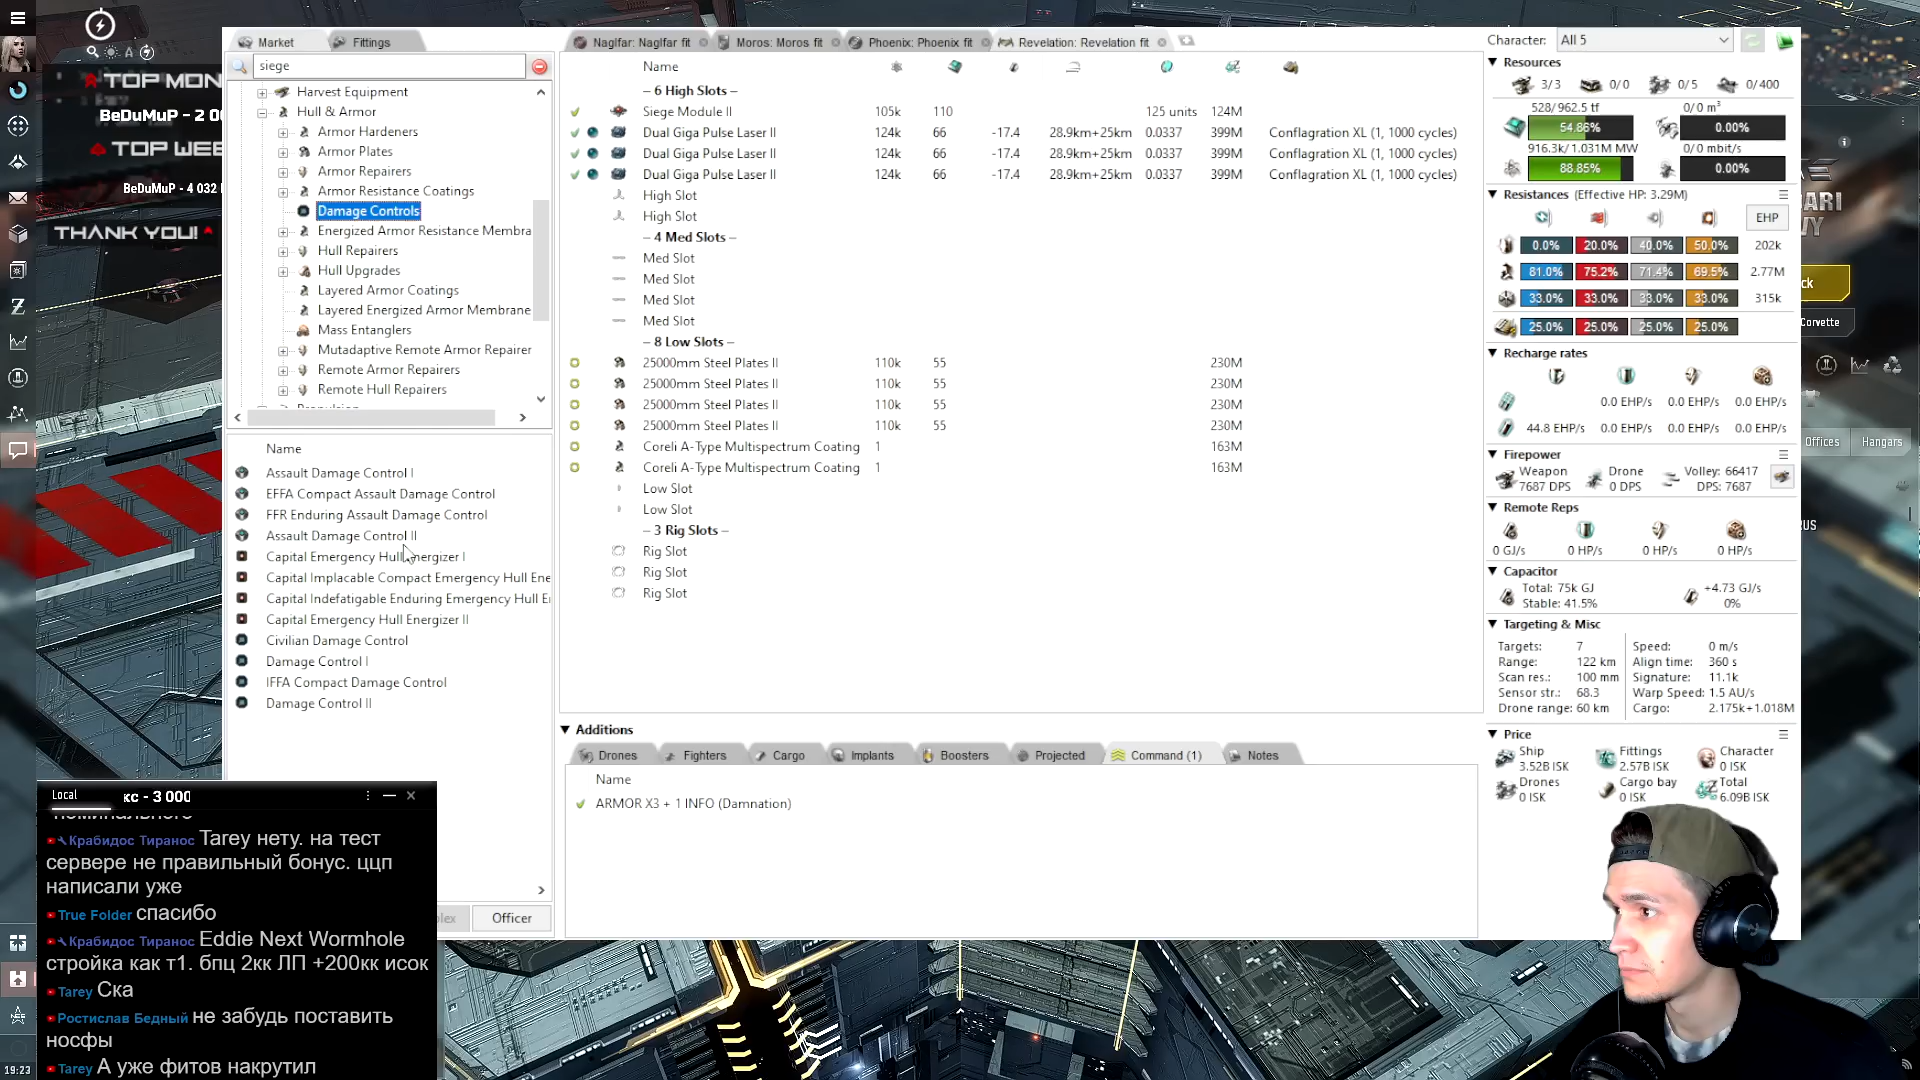 Market
Fittings
siege
Harvest Equipment
Hull & Armor
Armor Hardeners
Armor Plates
Armor Repairers
Armor Resistance Coatings
Damage Controls
Energized Armor Resistance Membra
Hull Repairers
Hull Upgrades
Layered Armor Coatings
Layered Energized Armor Membrane
Mass Entanglers
Mutadaptive Remote Armor Repairer
Remote Armor Repairers
Remote Hull Repairers
Name
Assault Damage Control I
EFFA Compact Assault Damage Control
FFR Enduring Assault Damage Control
Assault Damage Control II
Capital Emergency Hull Energizer I
Capital Implacable Compact Emergency Hull Ene
Capital Indefatigable Enduring Emergency Hull E
Capital Emergency Hull Energizer II
Civilian Damage Control
Damage Control I
IFFA Compact Damage Control
Damage Control II
Officer
TOP MON
BeDuMuP - 2 0
TOP WEE
BeDuMuP - 4 032
THANK YOU!
Naglfar: Naglfar fit
Moros: Moros fit
Phoenix: Phoenix fit
Revelation: Revelation fit
Name
– 6 High Slots –
Siege Module II 105k 110 125 units 124M
Dual Giga Pulse Laser II 124k 66 -17.4 28.9km+25km 0.0337 399M Conflagration XL (1, 1000 cycles)
Dual Giga Pulse Laser II 124k 66 -17.4 28.9km+25km 0.0337 399M Conflagration XL (1, 1000 cycles)
Dual Giga Pulse Laser II 124k 66 -17.4 28.9km+25km 0.0337 399M Conflagration XL (1, 1000 cycles)
High Slot
High Slot
– 4 Med Slots –
Med Slot
Med Slot
Med Slot
Med Slot
– 8 Low Slots –
25000mm Steel Plates II 110k 55 230M
25000mm Steel Plates II 110k 55 230M
25000mm Steel Plates II 110k 55 230M
25000mm Steel Plates II 110k 55 230M
Coreli A-Type Multispectrum Coating 1 163M
Coreli A-Type Multispectrum Coating 1 163M
Low Slot
Low Slot
– 3 Rig Slots –
Rig Slot
Rig Slot
Rig Slot
Additions
Drones
Fighters
Cargo
Implants
Boosters
Projected
Command (1)
Notes
Name
ARMOR X3 + 1 INFO (Damnation)
Character: All 5
Resources
3/3 0/0 0/5 0/400
528/962.5 tf 0/0 m³
54.86% 0.00%
916.3k/1.031M MW 0/0 mbit/s
88.85% 0.00%
Resistances (Effective HP: 3.29M)
EHP
0.0% 20.0% 40.0% 50.0% 202k
81.0% 75.2% 71.4% 69.5% 2.77M
33.0% 33.0% 33.0% 33.0% 315k
25.0% 25.0% 25.0% 25.0%
Recharge rates
0.0 EHP/s 0.0 EHP/s 0.0 EHP/s
44.8 EHP/s 0.0 EHP/s 0.0 EHP/s 0.0 EHP/s
Firepower
Weapon Drone Volley: 66417
7687 DPS 0 DPS DPS: 7687
Remote Reps
0 GJ/s 0 HP/s 0 HP/s 0 HP/s
Capacitor
Total: 75k GJ +4.73 GJ/s
Stable: 41.5% 0%
Targeting & Misc
Targets: 7 Speed: 0 m/s
Range: 122 km Align time: 360 s
Scan res.: 100 mm Signature: 11.1k
Sensor str.: 68.3 Warp Speed: 1.5 AU/s
Drone range: 60 km Cargo: 2.175k+1.018M
Price
Ship Fittings Character
3.52B ISK 2.57B ISK 0 ISK
Drones Cargo bay Total
0 ISK 0 ISK 6.09B ISK
ck
Corvette
Offices
Hangars
Local
кс - 3 000
Крабидос Тиранос Tarey нету. на тест
сервере не правильный бонус. ццп
написали уже
True Folder спасибо
Крабидос Тиранос Eddie Next Wormhole
стройка как т1. бпц 2кк ЛП +200кк исок
Tarey Ска
Ростислав Бедный не забудь поставить
носфы
Tarey А уже фитов накрутил
19:23